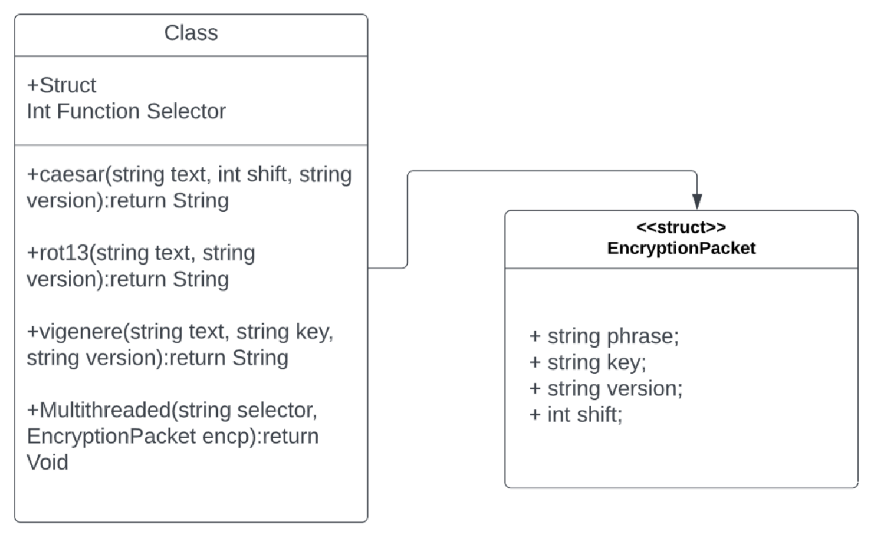 Class
+Struct
Int Function Selector
+caesar(string text, int shift, string
version):return String
+rot13(string text, string
version):return String
+vigenere(string text, string key,
string version):return String
+Multithreaded(string selector,
EncryptionPacket encp):return
Void
<<struct>>
EncryptionPacket
+ string phrase;
+ string key;
+ string version;
+ int shift;